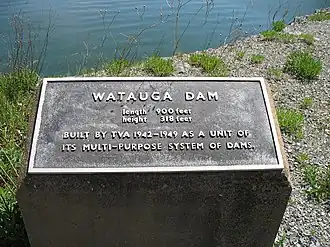 WATAUGA DAM
length 900 feet
height 318 feet
BUILT BY TVA 1942-1949 AS A UNIT OF
ITS MULTI-PURPOSE SYSTEM OF DAMS.